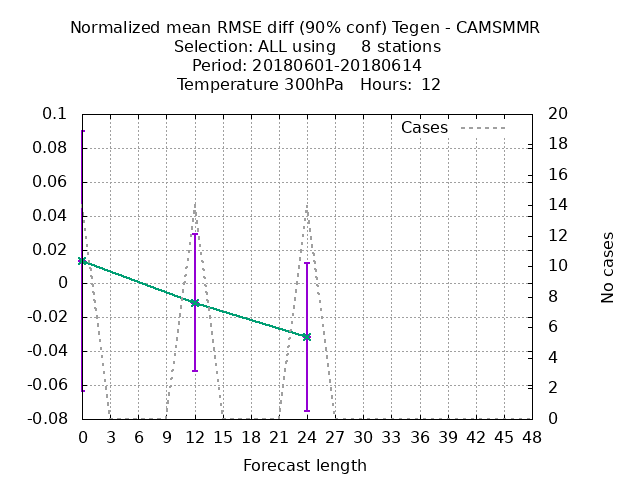 Normalized mean RMSE diff (90% conf) Tegen - CAMSMMR
Selection: ALL using 8 stations
Period: 20180601-20180614
Temperature 300hPa Hours: 12
Cases
0.1
0.08
0.06
0.04
0.02
0
-0.02
-0.04
-0.06
-0.08
20
18
16
14
12
10
8
6
4
2
0
No cases
0 3 6 9 12 15 18 21 24 27 30 33 36 39 42 45 48
Forecast length